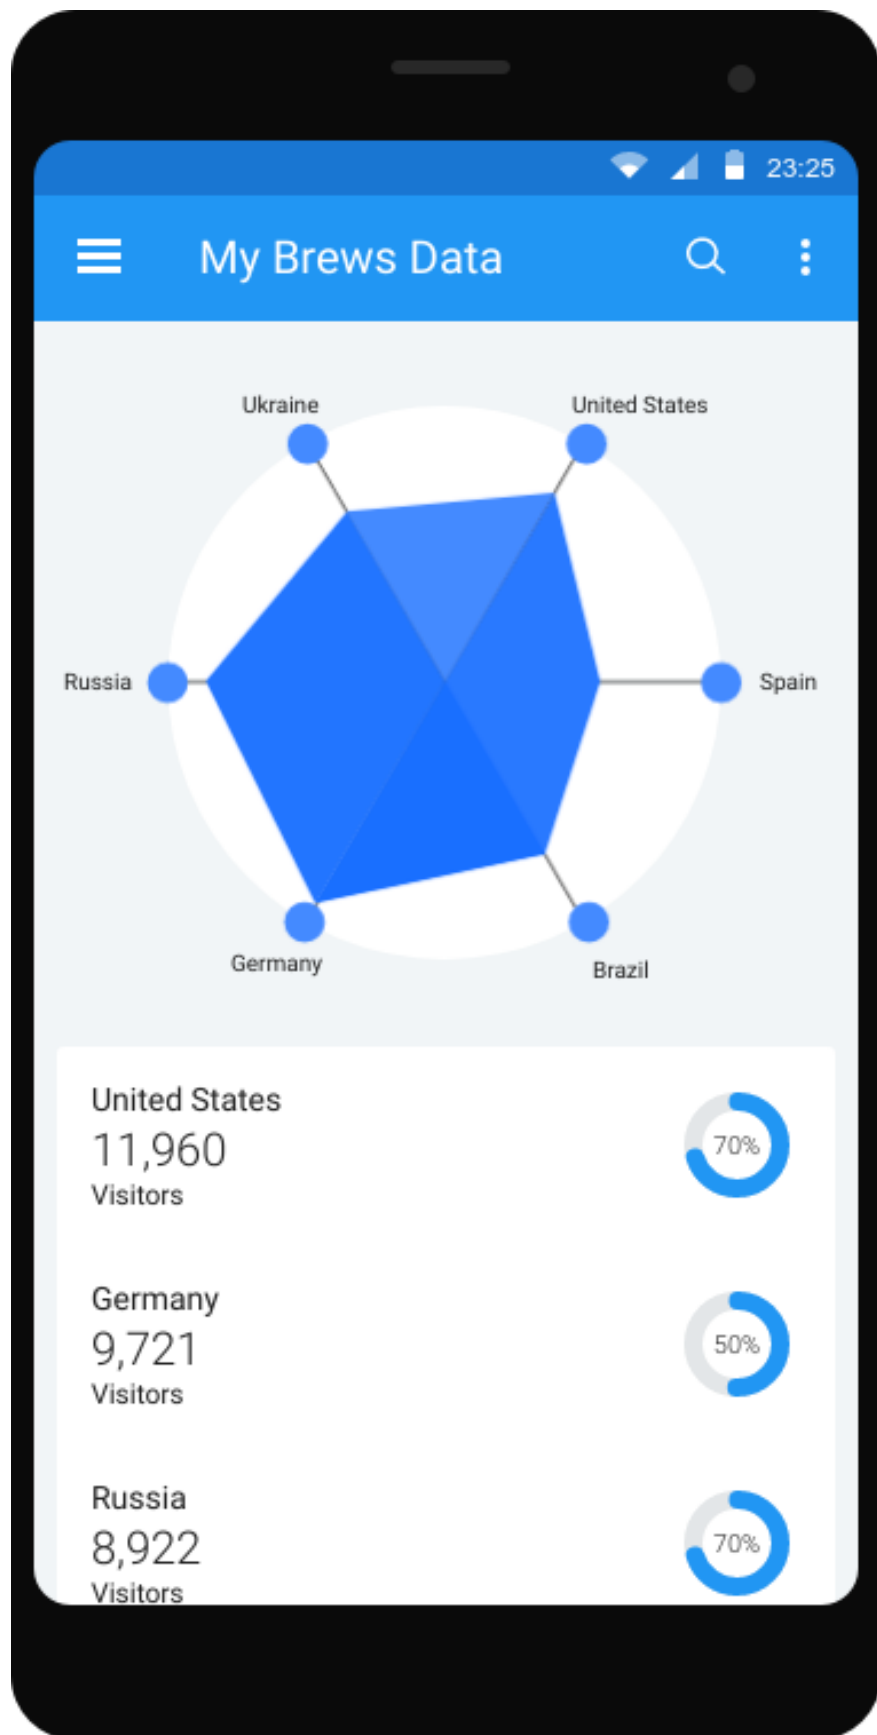 23:25
My Brews Data
Ukraine
United States
Russia
Spain
Germany
Brazil
United States
11,960
Visitors
70%
Germany
9,721
Visitors
50%
Russia
8,922
Visitors
70%